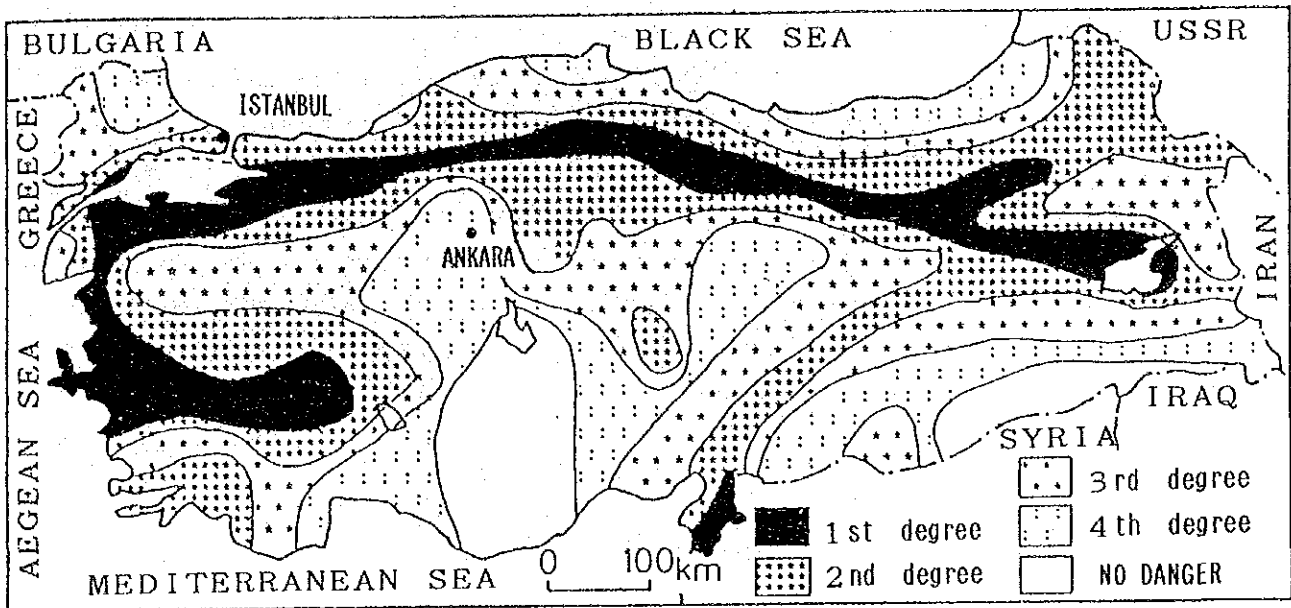 BULGARIA
BLACK SEA
USSR
ISTANBUL
GREECE
ANKARA
IRAN
AEGEAN SEA
IRAQ
SYRIA
3rd degree
1st degree
4th degree
0 100km
2nd degree
NO DANGER
MEDITERRANEAN SEA